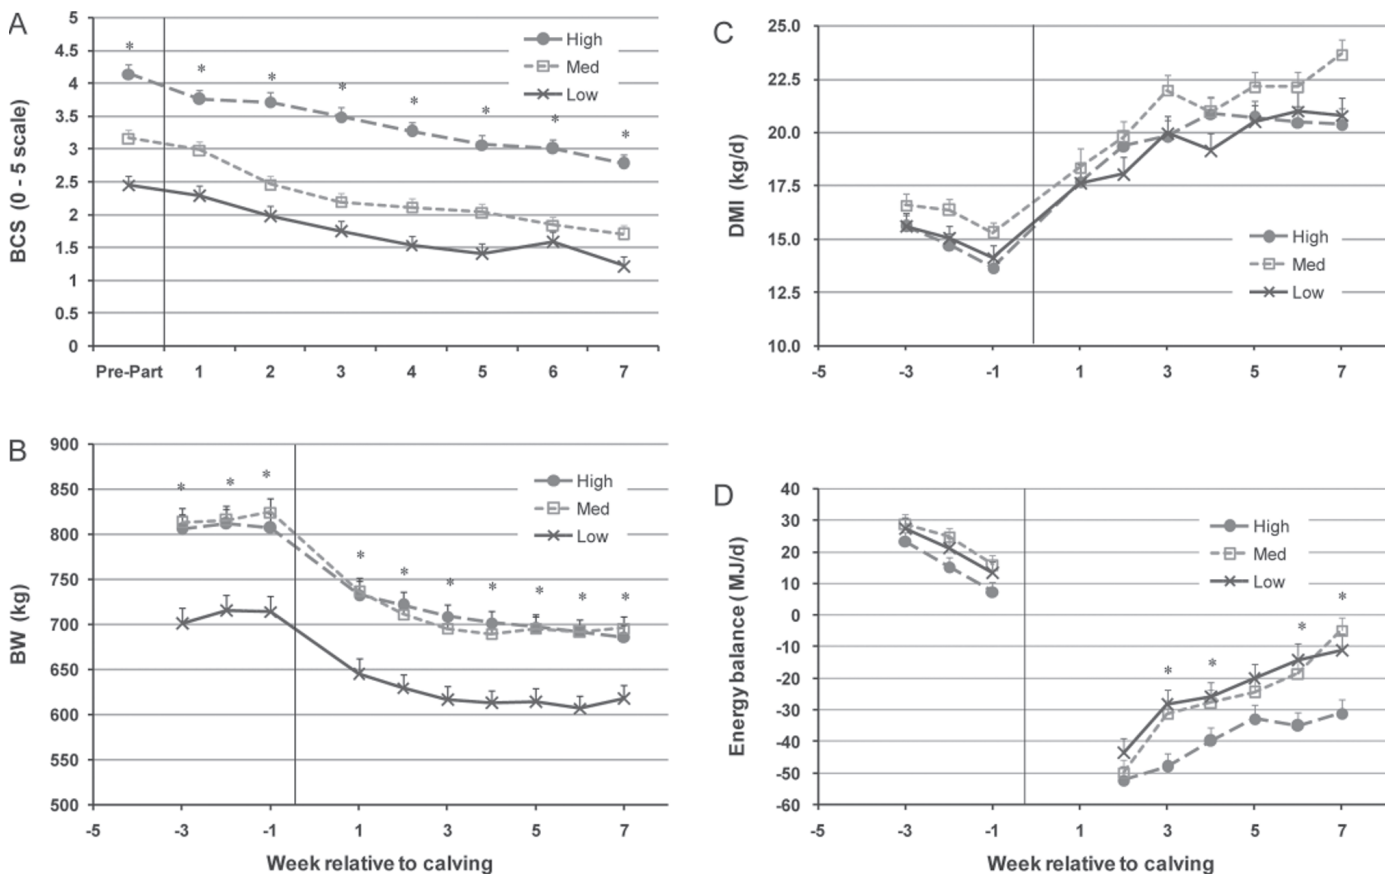 A
BCS (0 - 5 scale)
5
4.5
4
3.5
3
2.5
2
1.5
1
0.5
0
* * * * * * * *
High
Med
Low
Pre-Part 1 2 3 4 5 6 7
C
DMI (kg/d)
25.0
22.5
20.0
17.5
15.0
12.5
10.0
High
Med
Low
-5 -3 -1 1 3 5 7
B
BW (kg)
900
850
800
750
700
650
600
550
500
* * * * * * * * * *
High
Med
Low
-5 -3 -1 1 3 5 7
Week relative to calving
D
Energy balance ( MJ/d)
40
30
20
10
0
-10
-20
-30
-40
-50
-60
* * * *
High
Med
Low
-5 -3 -1 1 3 5 7
Week relative to calving